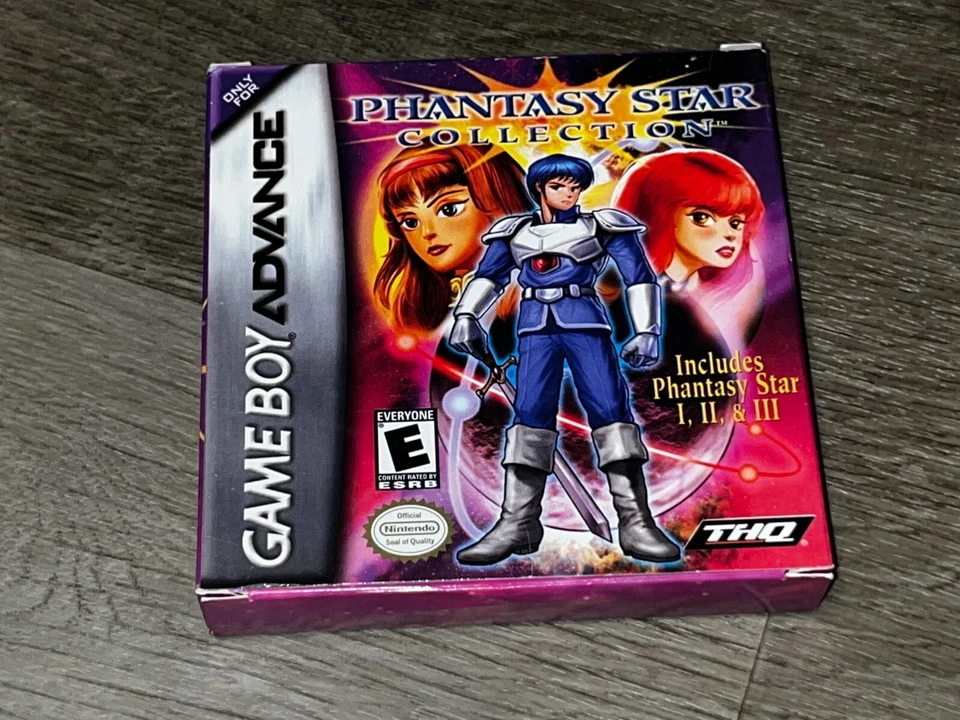 ONLY
FOR
GAME BOY ADVANCE
PHANTASY STAR
COLLECTION™
Includes
Phantasy Star
I, II, & III
EVERYONE
E
CONTENT RATED BY
ESRB
Official
Nintendo
Seal of Quality
THQ